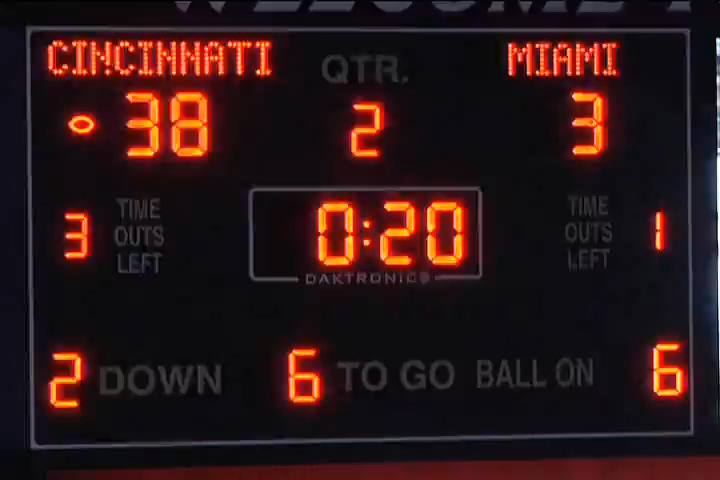 WELCOME
CINCINNATI QTR. MIAMI
38 2 3
3 TIME OUTS LEFT 0:20 TIME OUTS LEFT 1
DAKTRONICS
2 DOWN 6 TO GO BALL ON 6